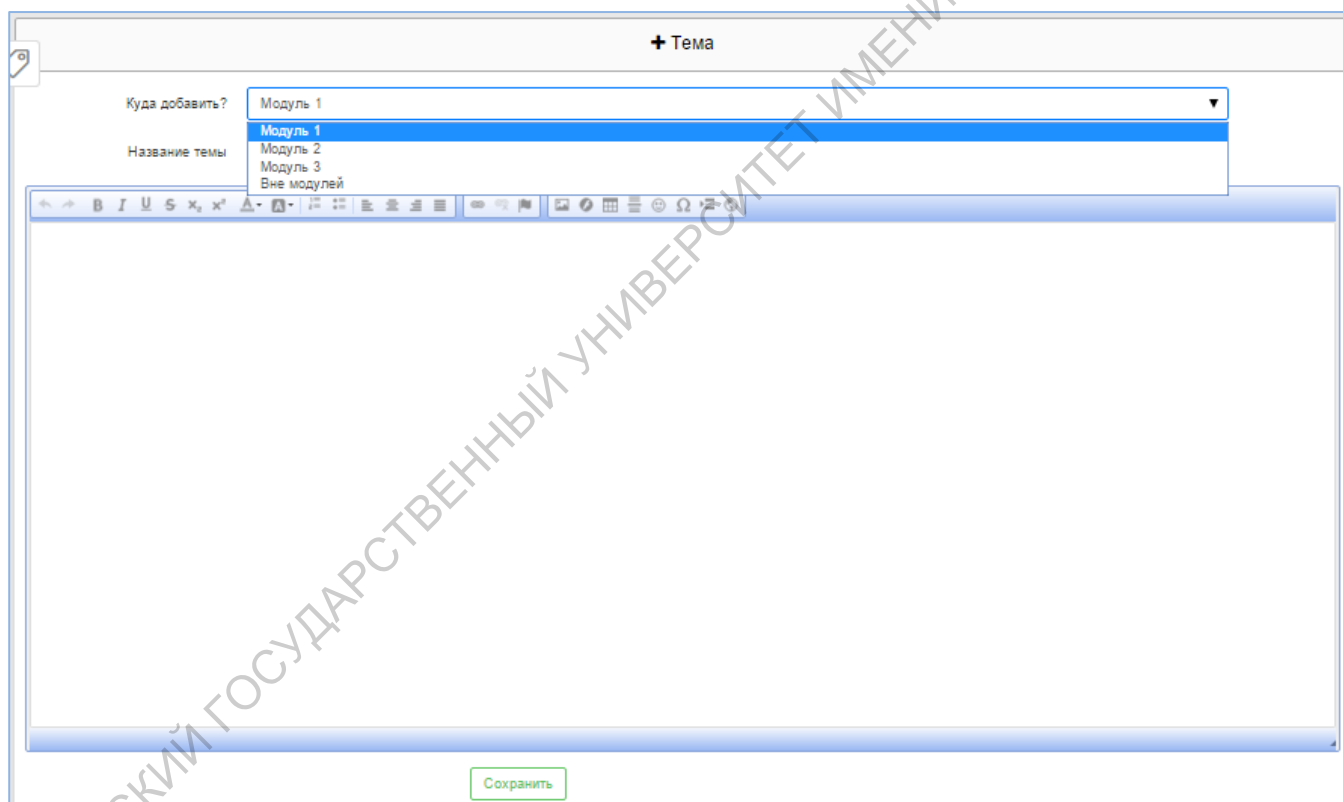 + Тема
Куда добавить?
Модуль 1
Модуль 1
Модуль 2
Модуль 3
Вне модулей
Название темы
Сохранить
СКИЙ ГОСУДАРСТВЕННЫЙ УНИВЕРСИТЕТ ИМЕНИ